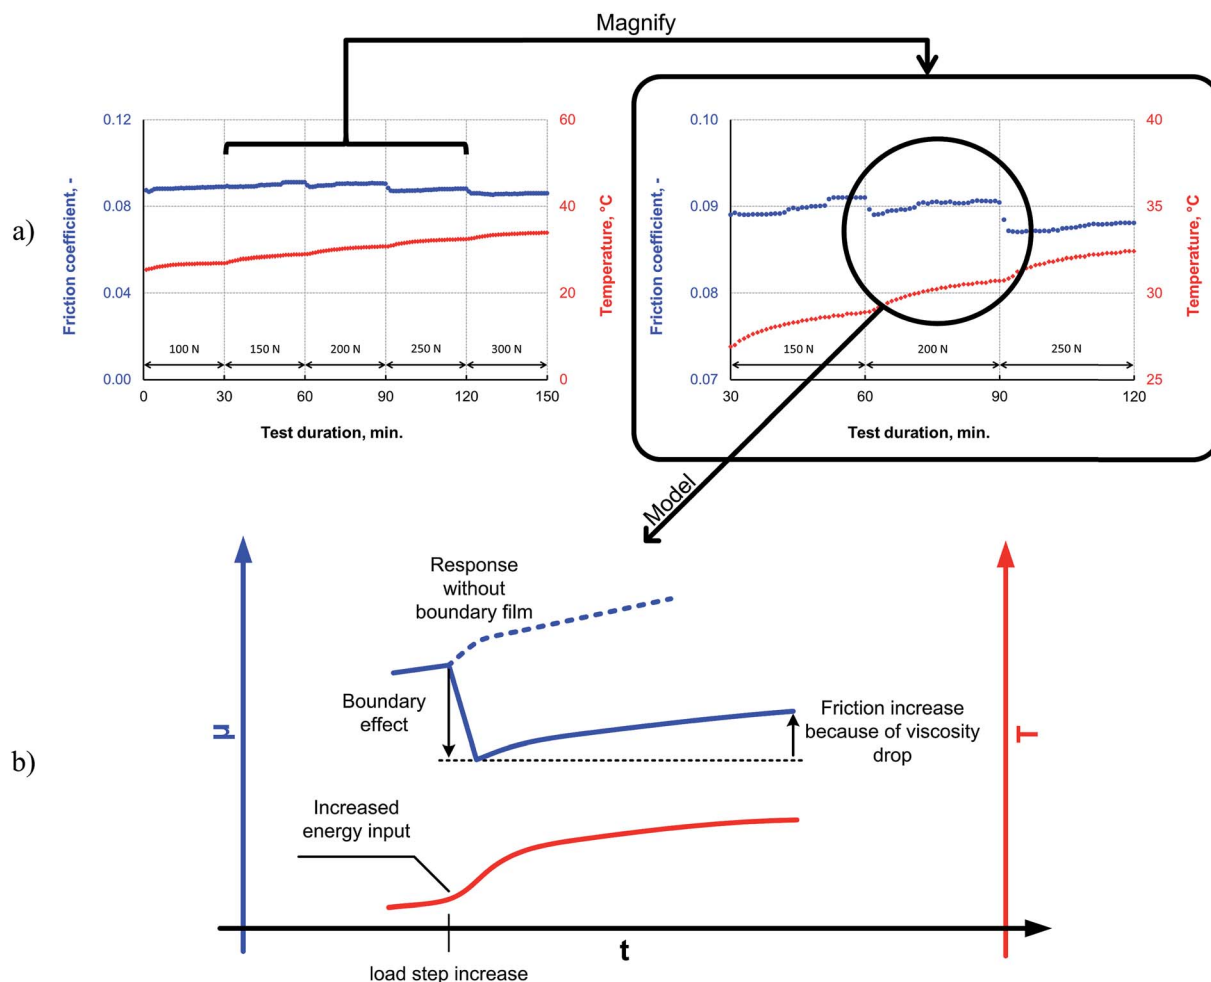 Magnify
a)
0.12
0.08
0.04
0.00
Friction coefficient, -
60
40
20
0
Temperature, °C
100 N
150 N
200 N
250 N
300 N
0
30
60
90
120
150
Test duration, min.
0.10
0.09
0.08
0.07
Friction coefficient, -
40
35
30
25
Temperature, °C
150 N
200 N
250 N
30
60
90
120
Test duration, min.
Model
b)
μ
T
Response
without
boundary film
Boundary
effect
Friction increase
because of viscosity
drop
Increased
energy input
t
load step increase